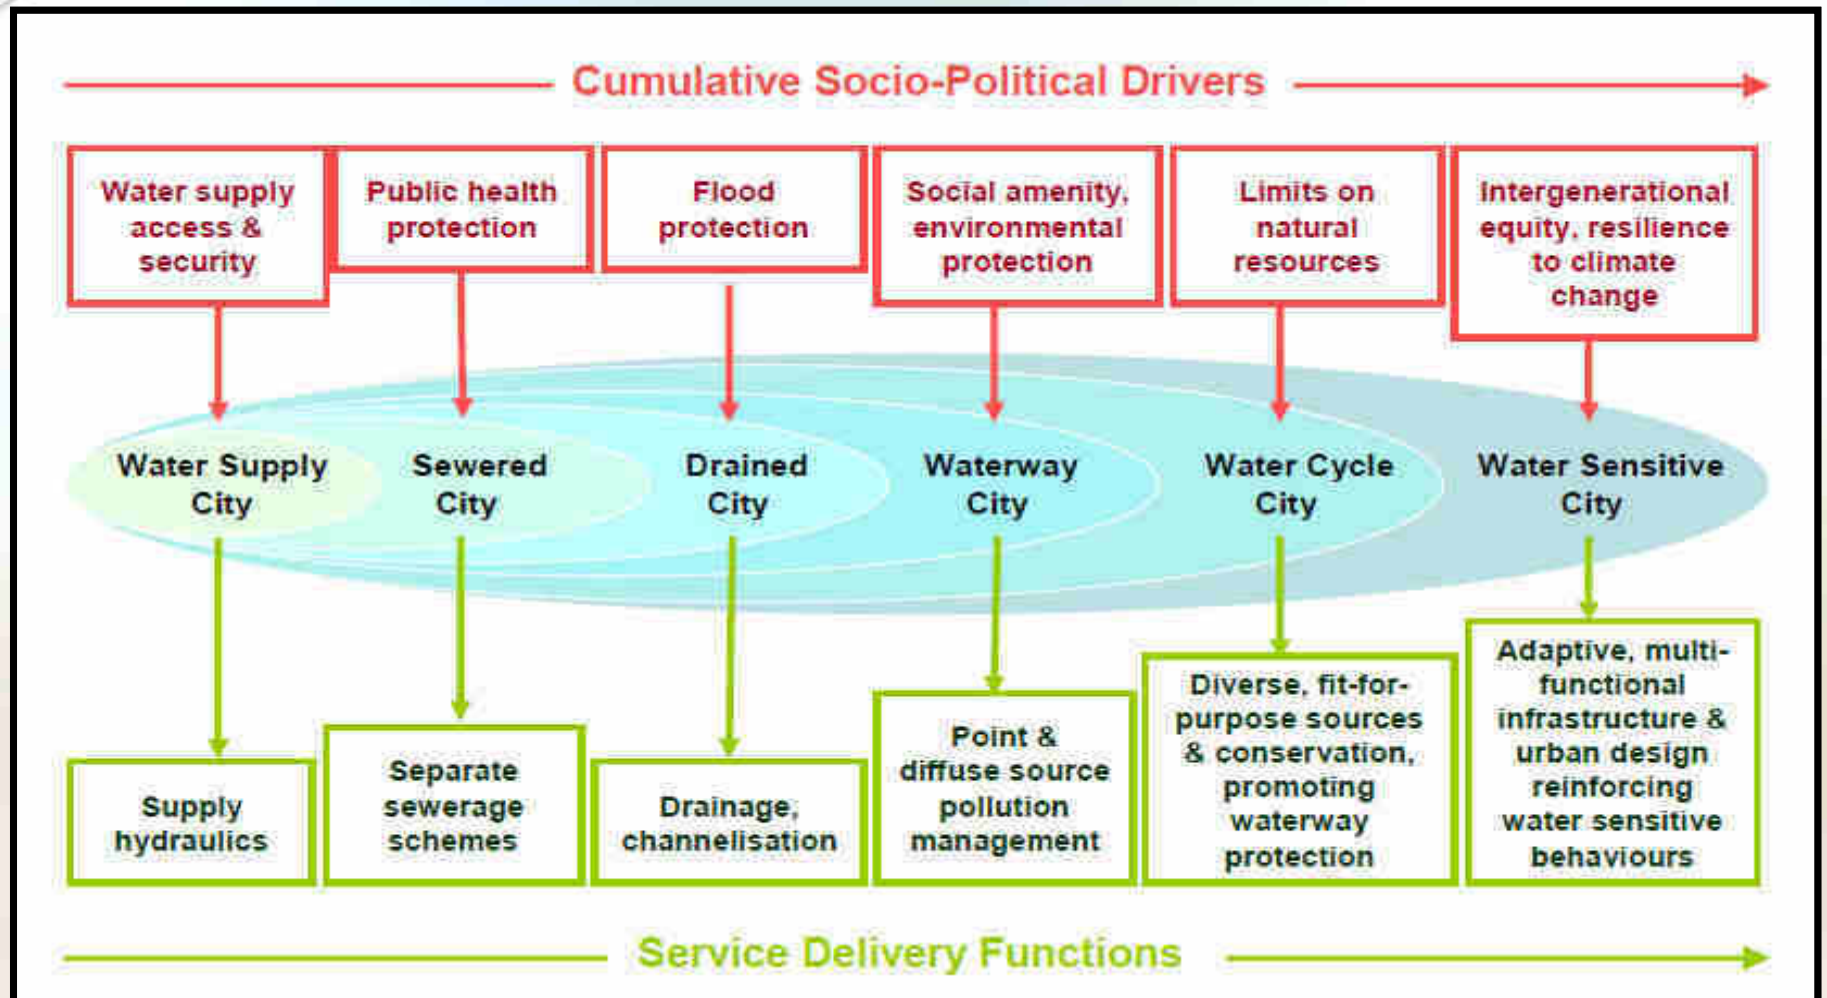 Cumulative Socio-Political Drivers
Water supply
access &
security
Public health
protection
Flood
protection
Social amenity,
environmental
protection
Limits on
natural
resources
Intergenerational
equity, resilience
to climate
change
Water Supply
City
Sewered
City
Drained
City
Waterway
City
Water Cycle
City
Water Sensitive
City
Supply
hydraulics
Separate
sewerage
schemes
Drainage,
channelisation
Point &
diffuse source
pollution
management
Diverse, fit-for-
purpose sources
& conservation,
promoting
waterway
protection
Adaptive, multi-
functional
infrastructure &
urban design
reinforcing
water sensitive
behaviours
Service Delivery Functions